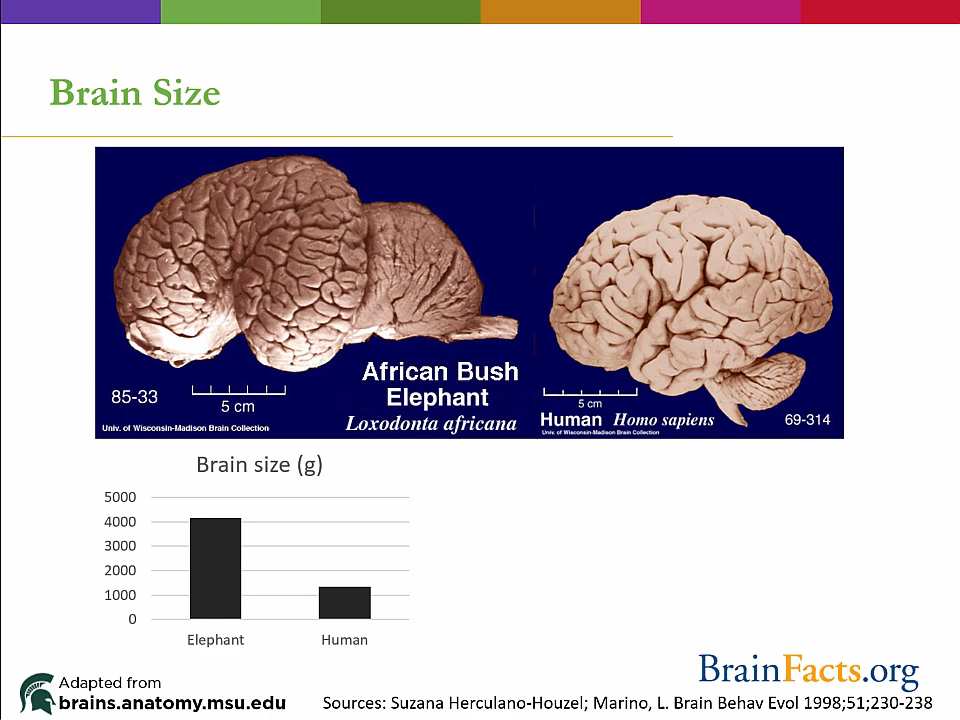 Brain Size
85-33
5 cm
Univ. of Wisconsin-Madison Brain Collection
African Bush
Elephant
Loxodonta africana
5 cm
Human Homo sapiens
Univ. of Wisconsin-Madison Brain Collection
69-314
Brain size (g)
5000
4000
3000
2000
1000
0
Elephant
Human
BrainFacts.org
Adapted from
brains.anatomy.msu.edu
Sources: Suzana Herculano-Houzel; Marino, L. Brain Behav Evol 1998;51;230-238